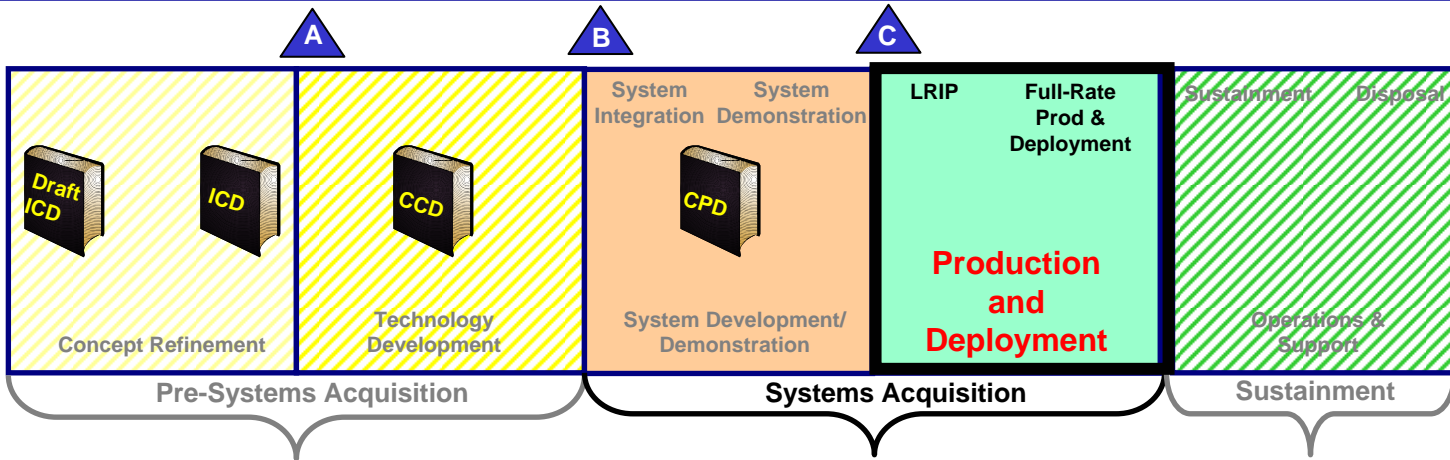 A
B
C
Draft
ICD
ICD
Concept Refinement
CCD
Technology
Development
System
Integration
System
Demonstration
CPD
System Development/
Demonstration
LRIP
Full-Rate
Prod &
Deployment
Production
and
Deployment
Sustainment
Disposal
Operations &
Support
Pre-Systems Acquisition
Systems Acquisition
Sustainment